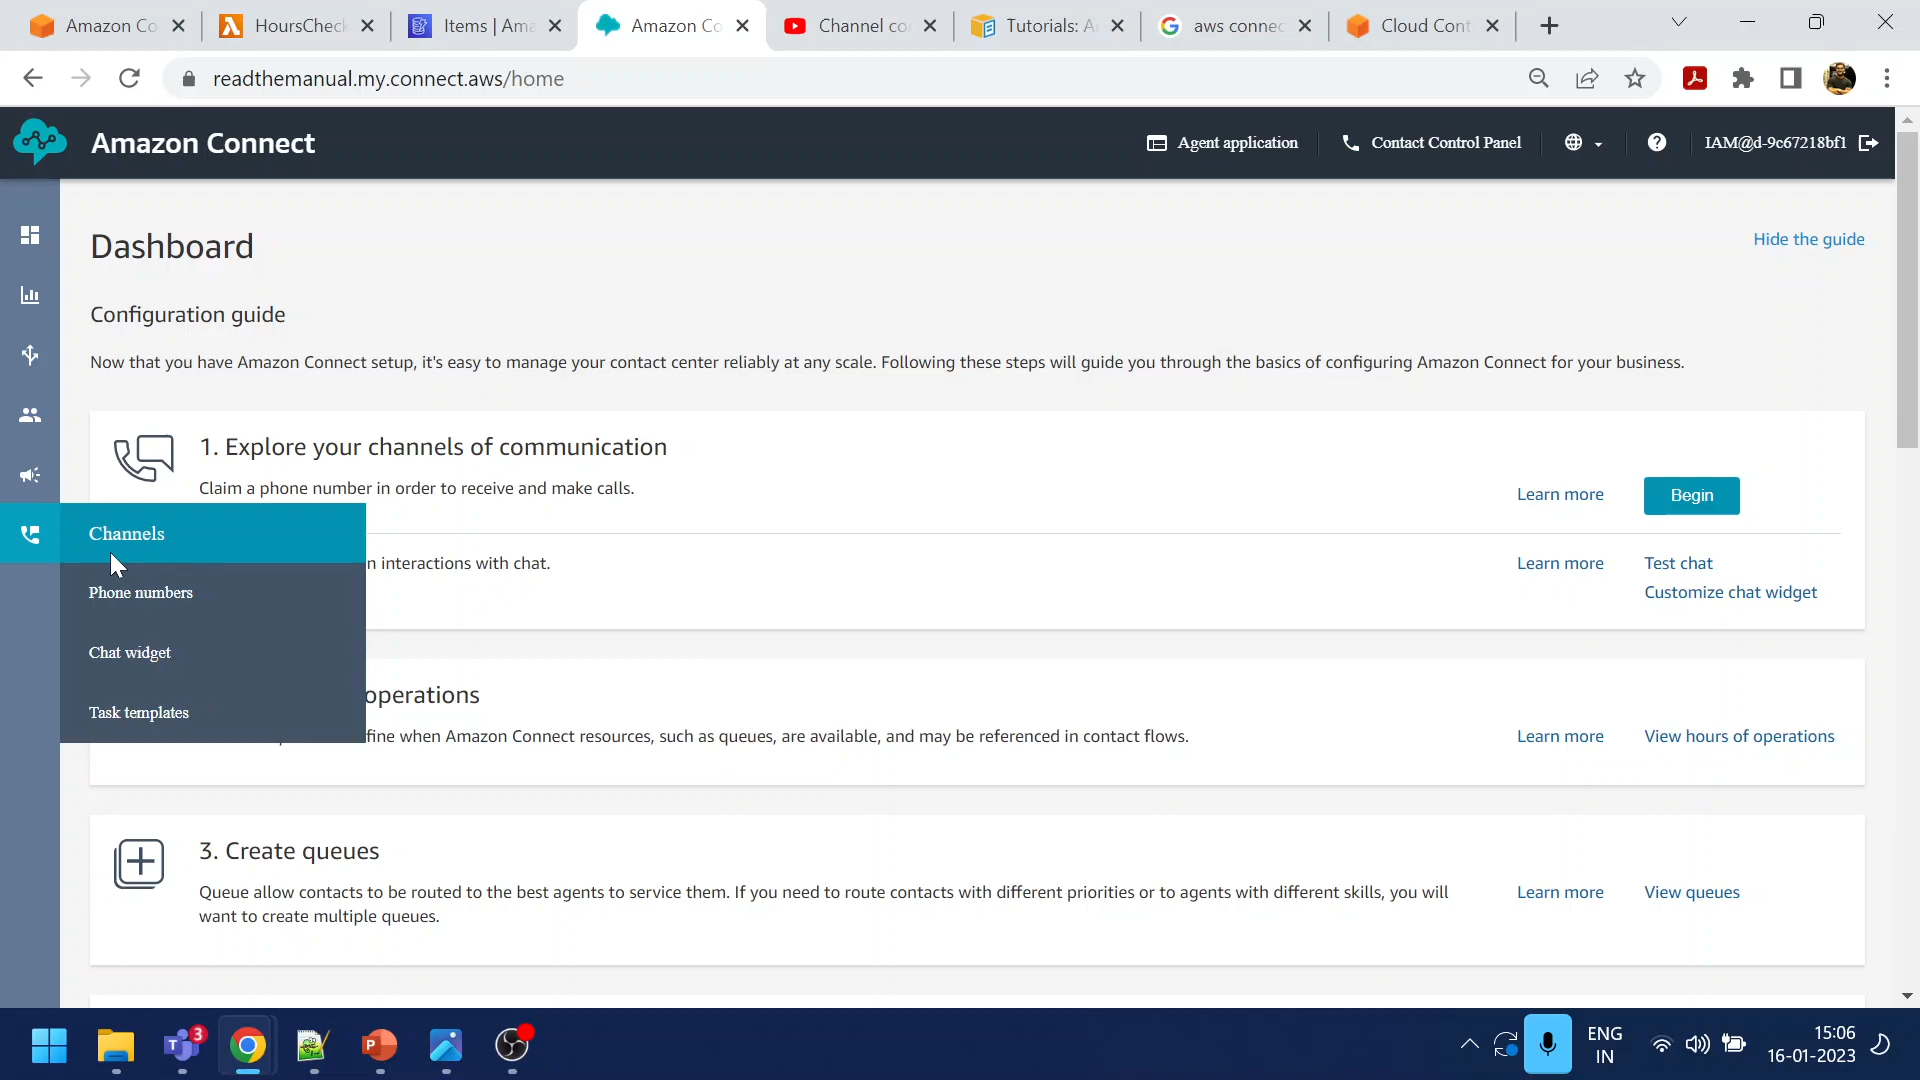 Amazon Co
HoursCheck
Items | Ama
Amazon Co
Channel co
Tutorials: A
aws connec
Cloud Cont
readthemanual.my.connect.aws/home
Amazon Connect
Agent application
Contact Control Panel
IAM@d-9c67218bf1
Dashboard
Hide the guide
Configuration guide
Now that you have Amazon Connect setup, it's easy to manage your contact center reliably at any scale. Following these steps will guide you through the basics of configuring Amazon Connect for your business.
1. Explore your channels of communication
Claim a phone number in order to receive and make calls.
Learn more
Begin
Channels
n interactions with chat.
Learn more
Test chat
Customize chat widget
Phone numbers
Chat widget
Task templates
operations
fine when Amazon Connect resources, such as queues, are available, and may be referenced in contact flows.
Learn more
View hours of operations
3. Create queues
Queue allow contacts to be routed to the best agents to service them. If you need to route contacts with different priorities or to agents with different skills, you will
want to create multiple queues.
Learn more
View queues
3
ENG
IN
15:06
16-01-2023